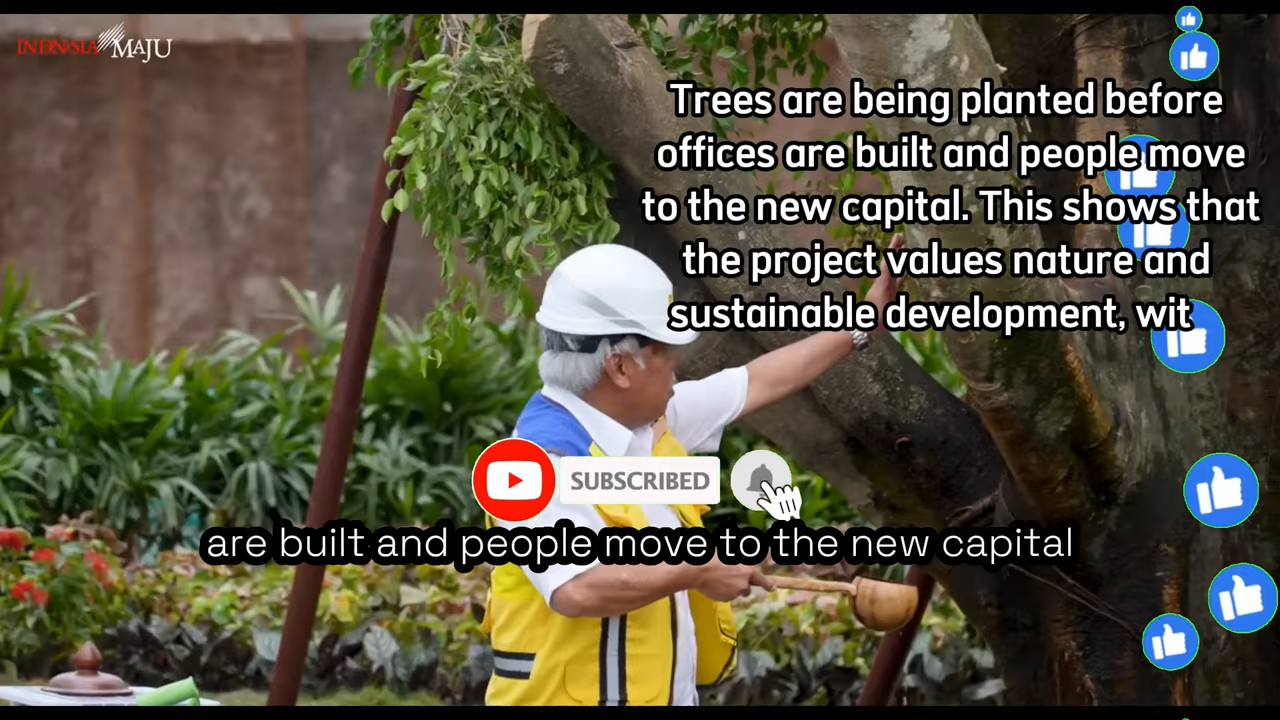 INDONESIA MAJU
Trees are being planted before
offices are built and people move
to the new capital. This shows that
the project values nature and
sustainable development, wit
SUBSCRIBED
are built and people move to the new capital